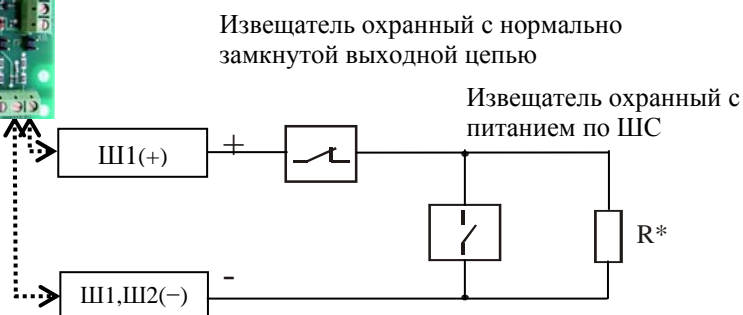 Извещатель охранный с нормально
замкнутой выходной цепью
Извещатель охранный с
питанием по ШС
Ш1(+)
+
R*
Ш1,Ш2(−)
-